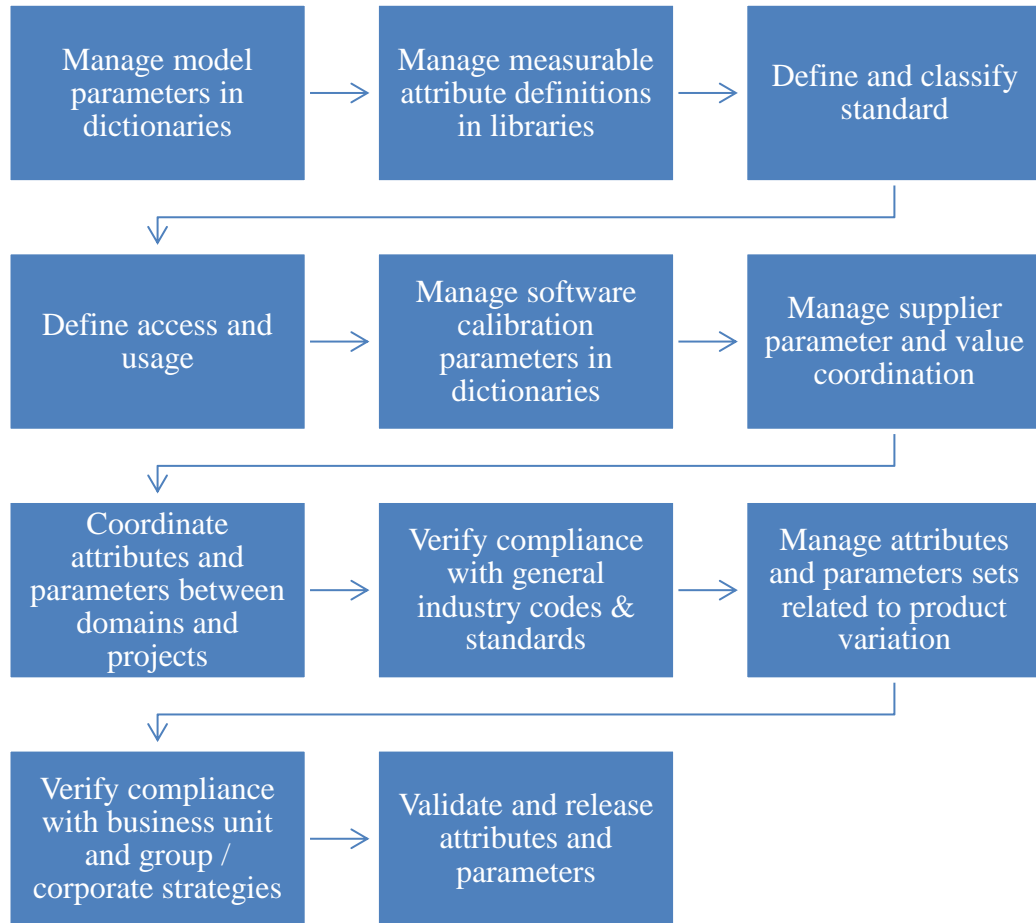 Manage model
parameters in
dictionaries
Manage measurable
attribute definitions
in libraries
Define and classify
standard
Define access and
usage
Manage software
calibration
parameters in
dictionaries
Manage supplier
parameter and value
coordination
Coordinate
attributes and
parameters between
domains and
projects
Verify compliance
with general
industry codes &
standards
Manage attributes
and parameters sets
related to product
variation
Verify compliance
with business unit
and group /
corporate strategies
Validate and release
attributes and
parameters